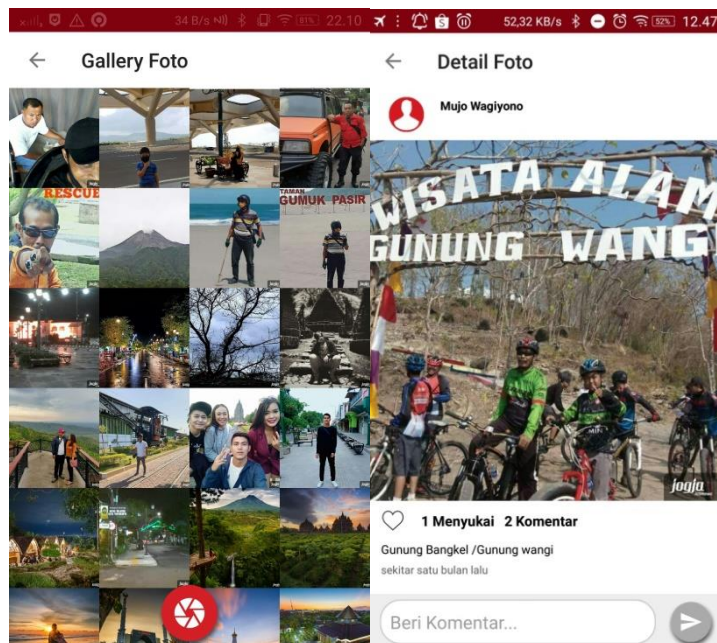 34 B/s
81%
22.10
Gallery Foto
RESCUE
TAMAN
GUMUK PASIR
52,32 KB/s
52%
12.47
Detail Foto
Mujo Wagiyono
WISATA ALAM
GUNUNG WANGI
jogja
1 Menyukai 2 Komentar
Gunung Bangkel /Gunung wangi
sekitar satu bulan lalu
Beri Komentar...